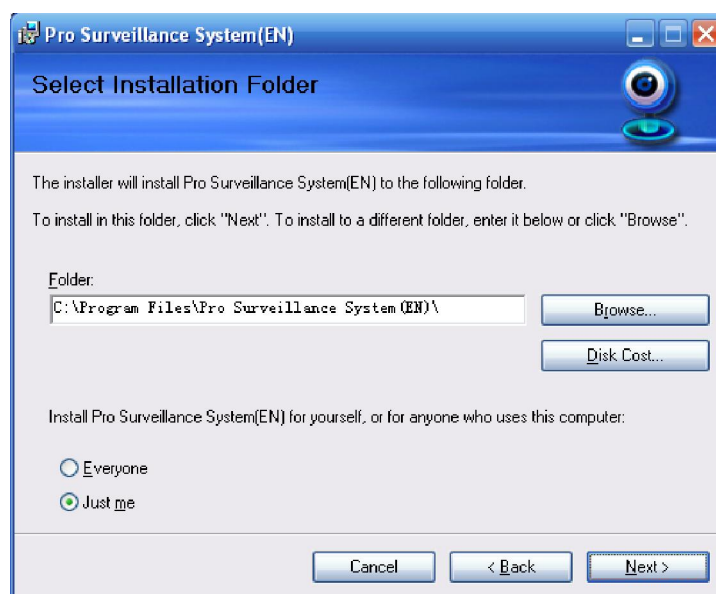 Pro Surveillance System(EN)
Select Installation Folder
The installer will install Pro Surveillance System(EN) to the following folder.
To install in this folder, click "Next". To install to a different folder, enter it below or click "Browse".
Folder:
C:\Program Files\Pro Surveillance System(EN)\
Browse...
Disk Cost...
Install Pro Surveillance System(EN) for yourself, or for anyone who uses this computer:
Everyone
Just me
Cancel
< Back
Next >